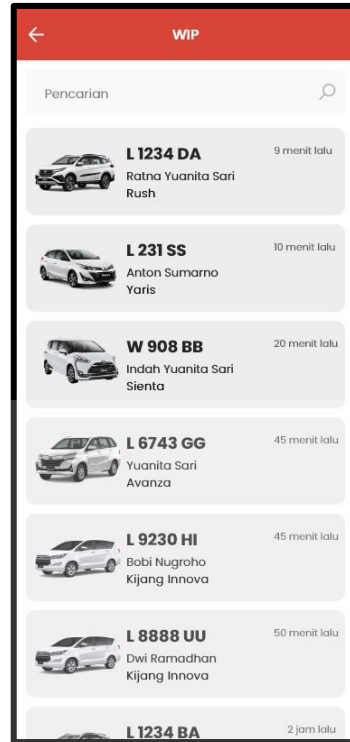 WIP
Pencarian
L 1234 DA
9 menit lalu
Ratna Yuanita Sari
Rush
L 231 SS
10 menit lalu
Anton Sumarno
Yaris
W 908 BB
20 menit lalu
Indah Yuanita Sari
Sienta
L 6743 GG
45 menit lalu
Yuanita Sari
Avanza
L 9230 HI
45 menit lalu
Bobi Nugroho
Kijang Innova
L 8888 UU
50 menit lalu
Dwi Ramadhan
Kijang Innova
L 1234 BA
2 jam lalu